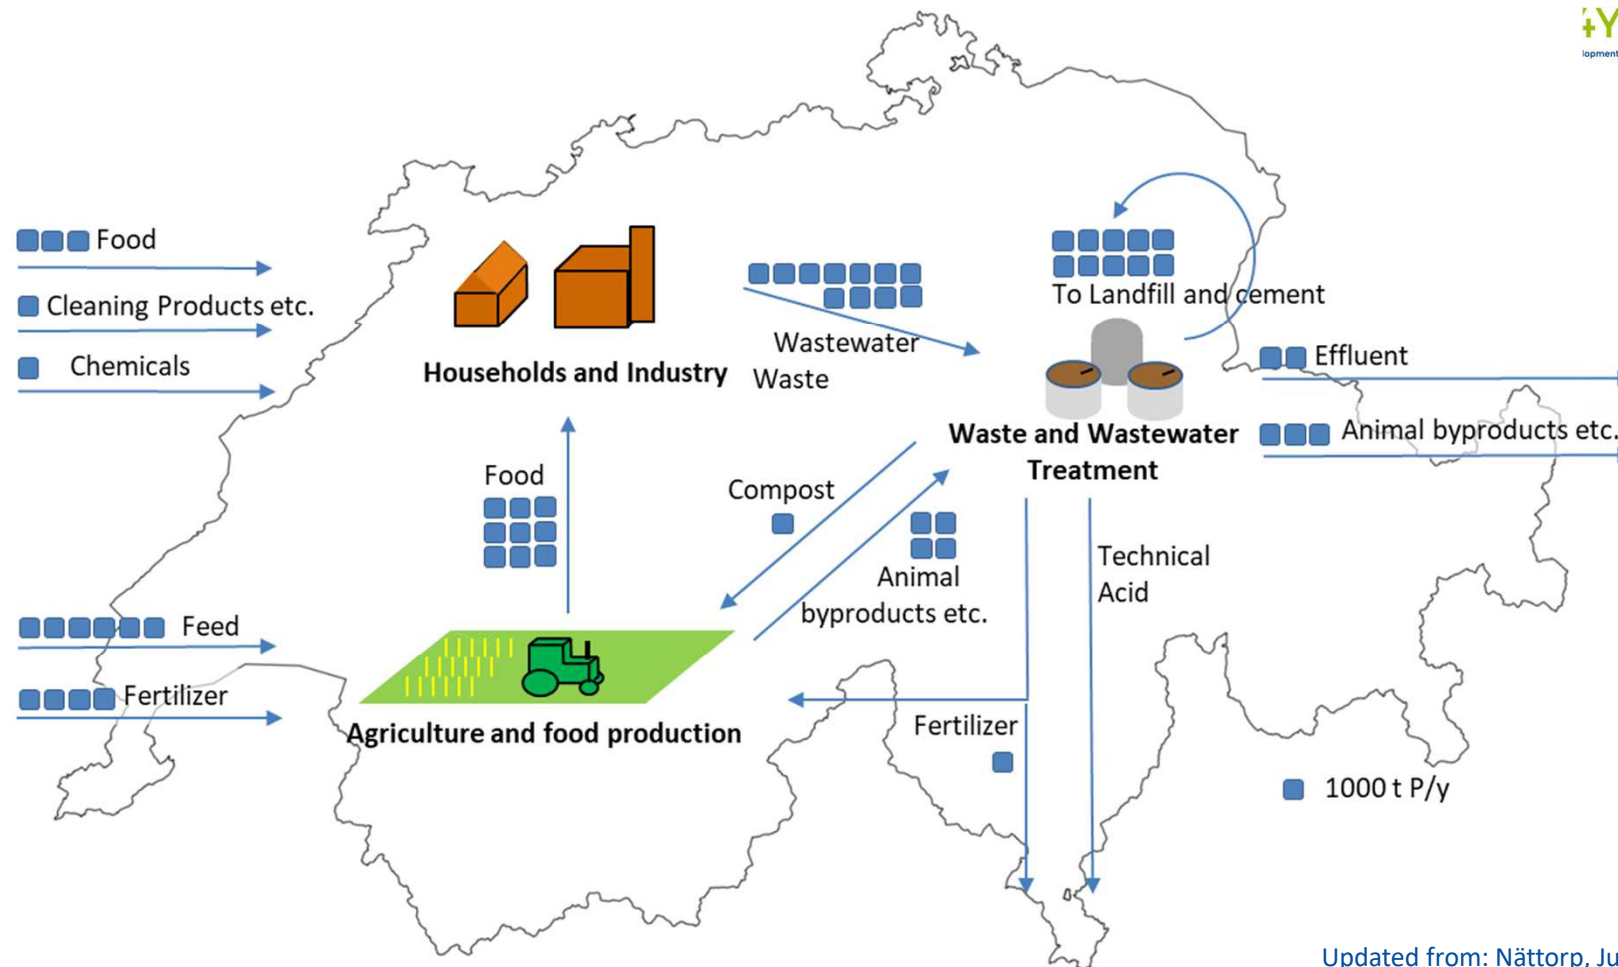 4Y
lopment
Food
Cleaning Products etc.
Chemicals
Households and Industry
Wastewater
Waste
To Landfill and cement
Effluent
Animal byproducts etc.
Waste and Wastewater
Treatment
Food
Compost
Animal
byproducts etc.
Technical
Acid
Feed
Fertilizer
Agriculture and food production
Fertilizer
1000 t P/y
Updated from: Nättorp, Ju